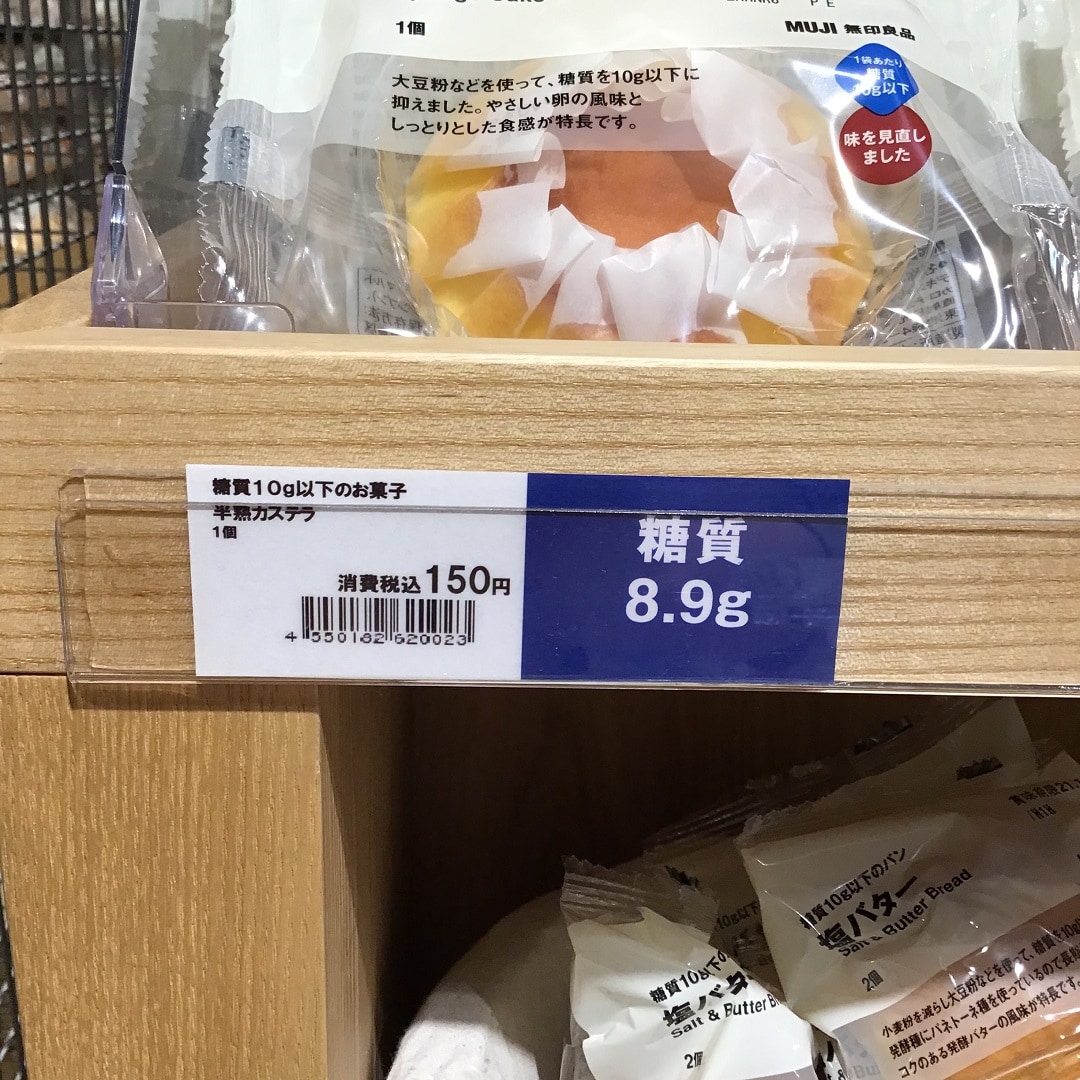 1個
MUJI 無印良品
大豆粉などを使って、糖質を10g以下に
抑えました。やさしい卵の風味と
しっとりとした食感が特長です。
1袋あたり
糖質
10g以下
味を見直し
ました
糖質10g以下のお菓子
半熟カステラ
1個
消費税込150円
4 550182 620023
糖質
8.9g
賞味期限
糖質10g以下のパン
塩バター
Salt & Butter Bread
2個
小麦粉を減らし大豆粉などを使って、糖質を10g
発酵種にパネトーネ種を使っているので
コクのある発酵バターの風味が特長です。
糖質10g以下の
塩バタ
Salt & Butter B
2個